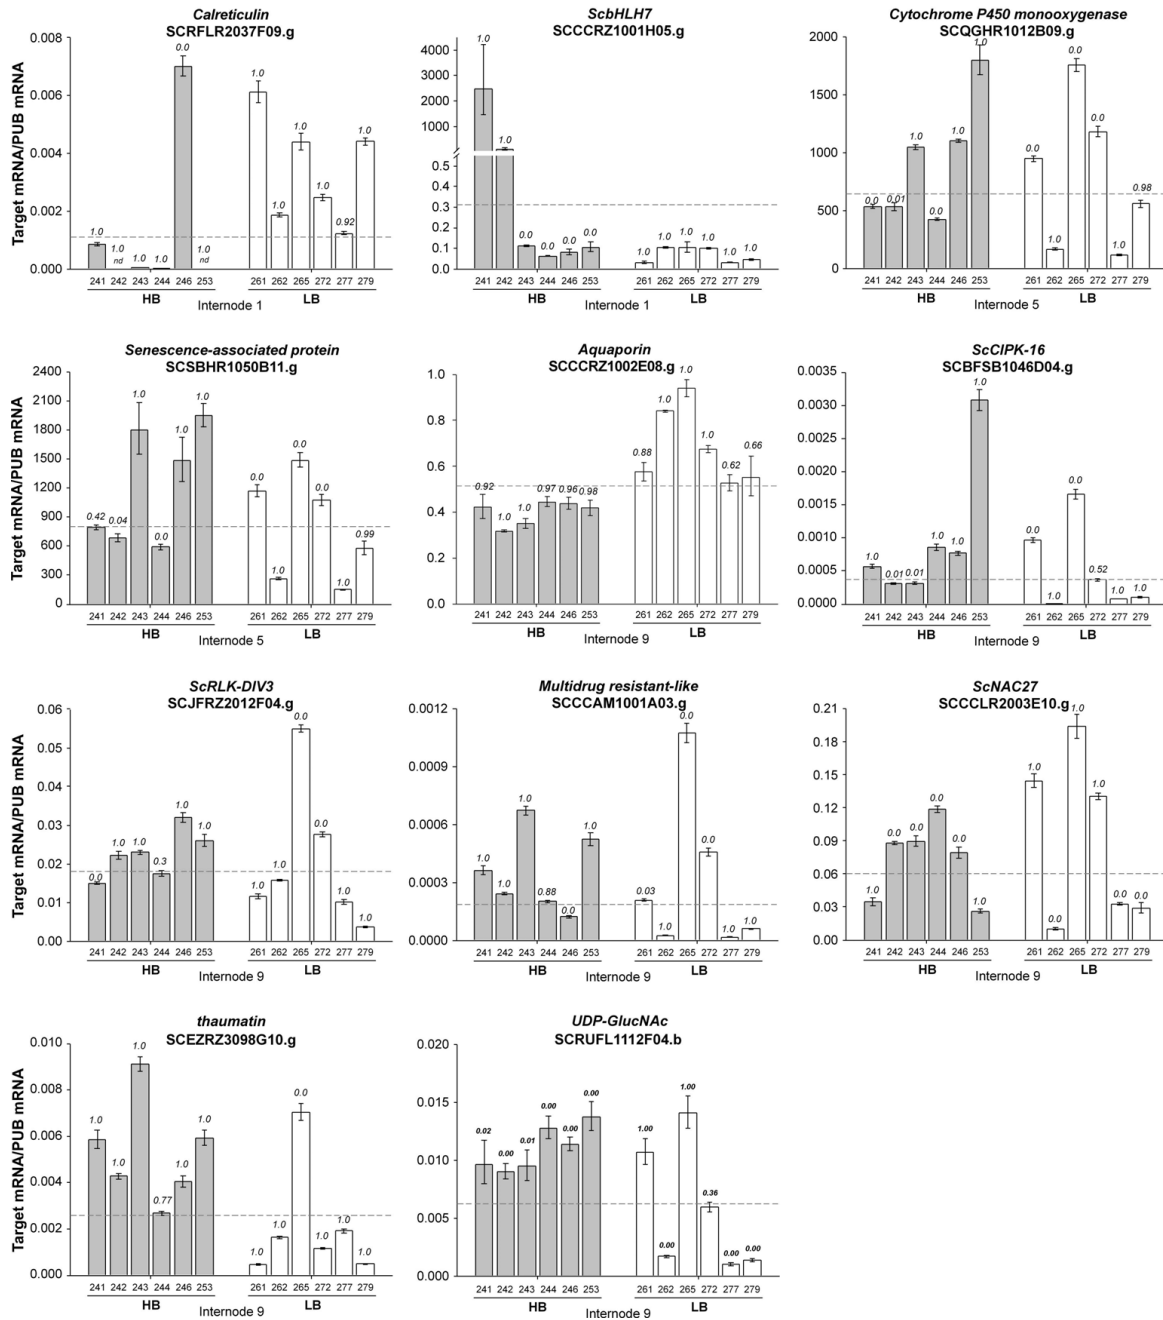 Calreticulin
SCRFLR2037F09.g
Target mRNA/PUB mRNA
0.008
0.006
0.004
0.002
0.000
1.0 1.0 nd 1.0 1.0 0.0 1.0 nd 1.0 1.0 1.0 1.0 0.92 1.0
241 242 243 244 246 253 261 262 265 272 277 279
HB LB
Internode 1
ScbHLH7
SCCCRZ1001H05.g
4000
3000
2000
1000
0.5
0.4
0.3
0.2
0.1
0.0
1.0 1.0 0.0 0.0 0.0 0.0 1.0 1.0 1.0 1.0 1.0 1.0
241 242 243 244 246 253 261 262 265 272 277 279
HB LB
Internode 1
Cytochrome P450 monooxygenase
SCQGHR1012B09.g
2000
1500
1000
500
0
0.0 0.01 1.0 0.0 1.0 1.0 0.0 1.0 0.0 0.0 1.0 0.98
241 242 243 244 246 253 261 262 265 272 277 279
HB LB
Internode 5
Senescence-associated protein
SCSBHR1050B11.g
Target mRNA/PUB mRNA
2400
2100
1800
1500
1200
900
600
300
0
0.42 0.04 1.0 0.0 1.0 1.0 0.0 1.0 0.0 0.0 1.0 0.99
241 242 243 244 246 253 261 262 265 272 277 279
HB LB
Internode 5
Aquaporin
SCCCRZ1002E08.g
1.0
0.8
0.6
0.4
0.2
0.0
0.92 1.0 1.0 0.97 0.96 0.98 0.88 1.0 1.0 1.0 0.62 0.66
241 242 243 244 246 253 261 262 265 272 277 279
HB LB
Internode 9
ScCIPK-16
SCBFSB1046D04.g
0.0035
0.0030
0.0025
0.0020
0.0015
0.0010
0.0005
0.0000
1.0 0.01 0.01 1.0 1.0 1.0 0.0 1.0 0.0 0.52 1.0 1.0
241 242 243 244 246 253 261 262 265 272 277 279
HB LB
Internode 9
ScRLK-DIV3
SCJFRZ2012F04.g
Target mRNA/PUB mRNA
0.06
0.05
0.04
0.03
0.02
0.01
0.00
0.0 1.0 1.0 0.3 1.0 1.0 1.0 1.0 0.0 0.0 1.0 1.0
241 242 243 244 246 253 261 262 265 272 277 279
HB LB
Internode 9
Multidrug resistant-like
SCCCAM1001A03.g
0.0012
0.0009
0.0006
0.0003
0.0000
1.0 1.0 1.0 0.88 0.0 1.0 0.03 1.0 0.0 0.0 1.0 1.0
241 242 243 244 246 253 261 262 265 272 277 279
HB LB
Internode 9
ScNAC27
SCCCLR2003E10.g
0.21
0.18
0.15
0.12
0.09
0.06
0.03
0.00
1.0 0.0 0.0 0.0 0.0 1.0 1.0 0.0 1.0 1.0 0.0 0.0
241 242 243 244 246 253 261 262 265 272 277 279
HB LB
Internode 9
thaumatin
SCEZRZ3098G10.g
Target mRNA/PUB mRNA
0.010
0.008
0.006
0.004
0.002
0.000
1.0 1.0 1.0 0.77 1.0 1.0 1.0 1.0 0.0 1.0 1.0 1.0
241 242 243 244 246 253 261 262 265 272 277 279
HB LB
Internode 9
UDP-GlucNAc
SCRUFL1112F04.b
0.020
0.015
0.010
0.005
0.000
0.02 0.00 0.01 0.00 0.00 0.00 1.00 0.00 1.00 0.36 0.00 0.00
241 242 243 244 246 253 261 262 265 272 277 279
HB LB
Internode 9